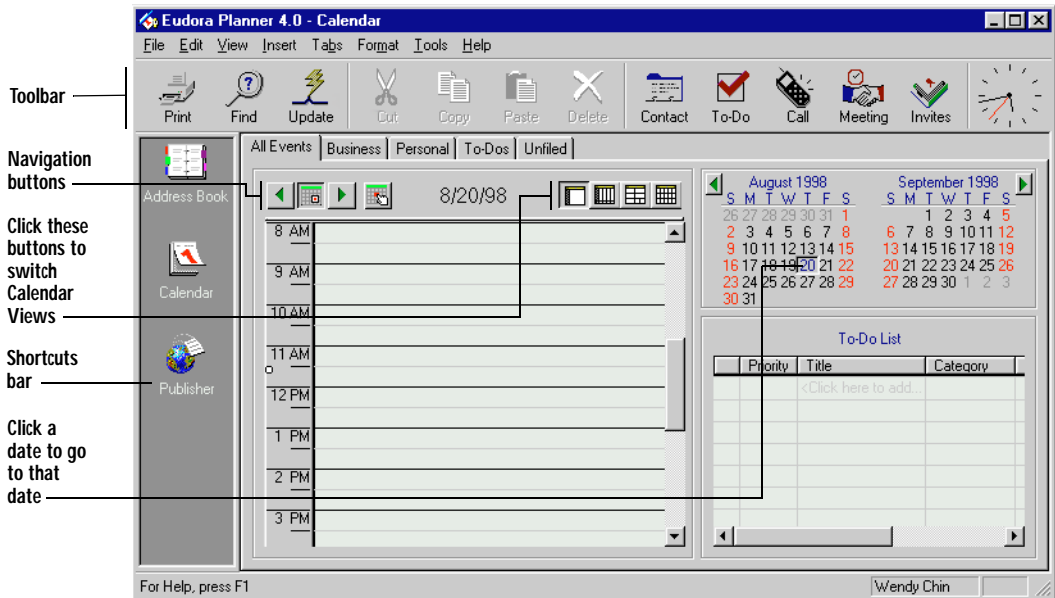 Eudora Planner 4.0 - Calendar
File Edit View Insert Tabs Format Tools Help
Toolbar
Print Find Update Cut Copy Paste Delete Contact To-Do Call Meeting Invites
Navigation
buttons
Click these
buttons to
switch
Calendar
Views
Shortcuts
bar
Click a
date to go
to that
date
Address Book
Calendar
Publisher
All Events Business Personal To-Dos Unfiled
8/20/98
8 AM
9 AM
10 AM
11 AM
12 PM
1 PM
2 PM
3 PM
August 1998
S M T W T F S
26 27 28 29 30 31 1
2 3 4 5 6 7 8
9 10 11 12 13 14 15
16 17 18 19 20 21 22
23 24 25 26 27 28 29
30 31
September 1998
S M T W T F S
1 2 3 4 5
6 7 8 9 10 11 12
13 14 15 16 17 18 19
20 21 22 23 24 25 26
27 28 29 30 1 2 3
To-Do List
Priority Title Category
<Click here to add...
For Help, press F1
Wendy Chin